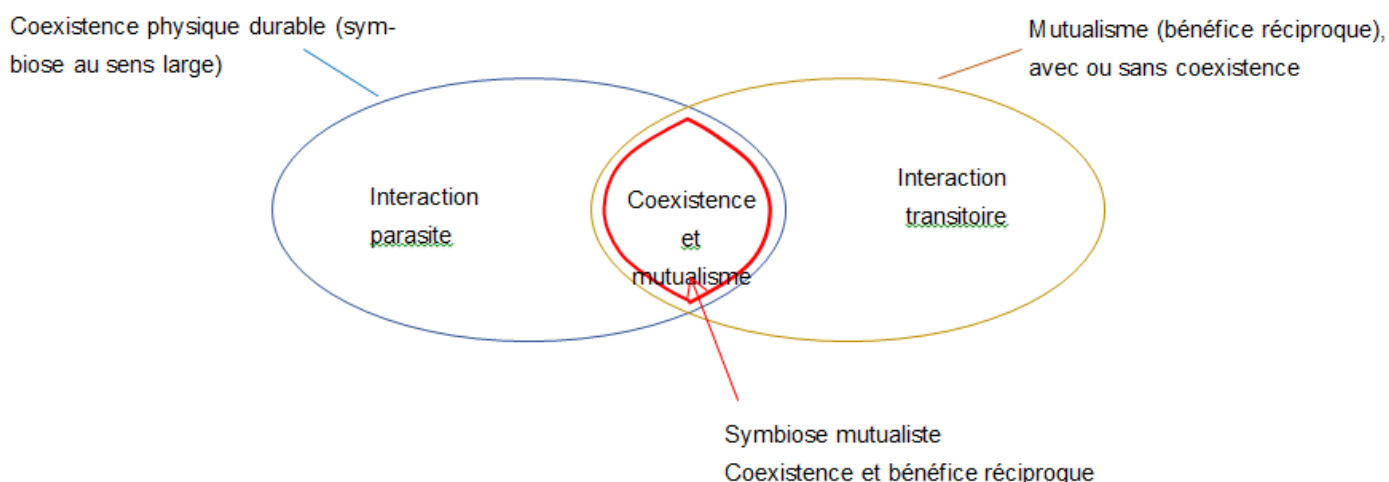 Coexistence physique durable (sym-
biose au sens large)
Mutualisme (bénéfice réciproque),
avec ou sans coexistence
Interaction
parasite
Coexistence
et
mutualisme
Interaction
transitoire
Symbiose mutualiste
Coexistence et bénéfice réciproque